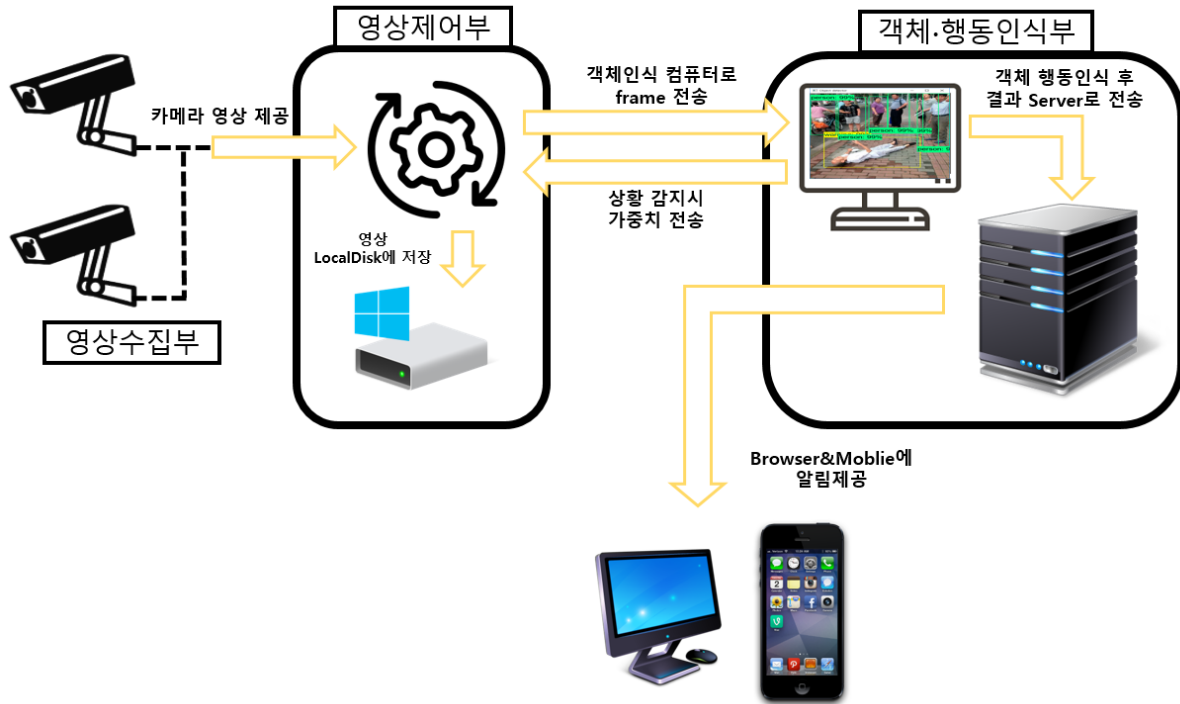 영상제어부
객체·행동인식부
카메라 영상 제공
객체인식 컴퓨터로
frame 전송
객체 행동인식 후
결과 Server로 전송
상황 감지시
가중치 전송
영상
LocalDisk에 저장
영상수집부
Browser&Moblie에
알림제공